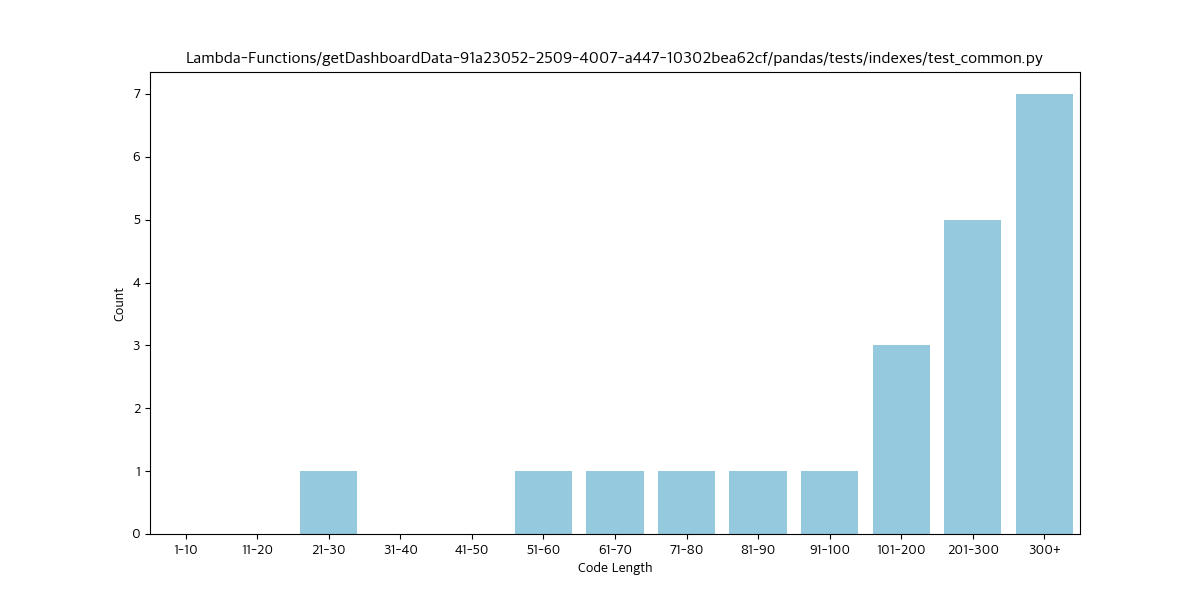 Lambda-Functions/getDashboardData-91a23052-2509-4007-a447-10302bea62cf/pandas/tests/indexes/test_common.py
7
6
5
4
3
2
1
0
Count
1-10 11-20 21-30 31-40 41-50 51-60 61-70 71-80 81-90 91-100 101-200 201-300 300+
Code Length